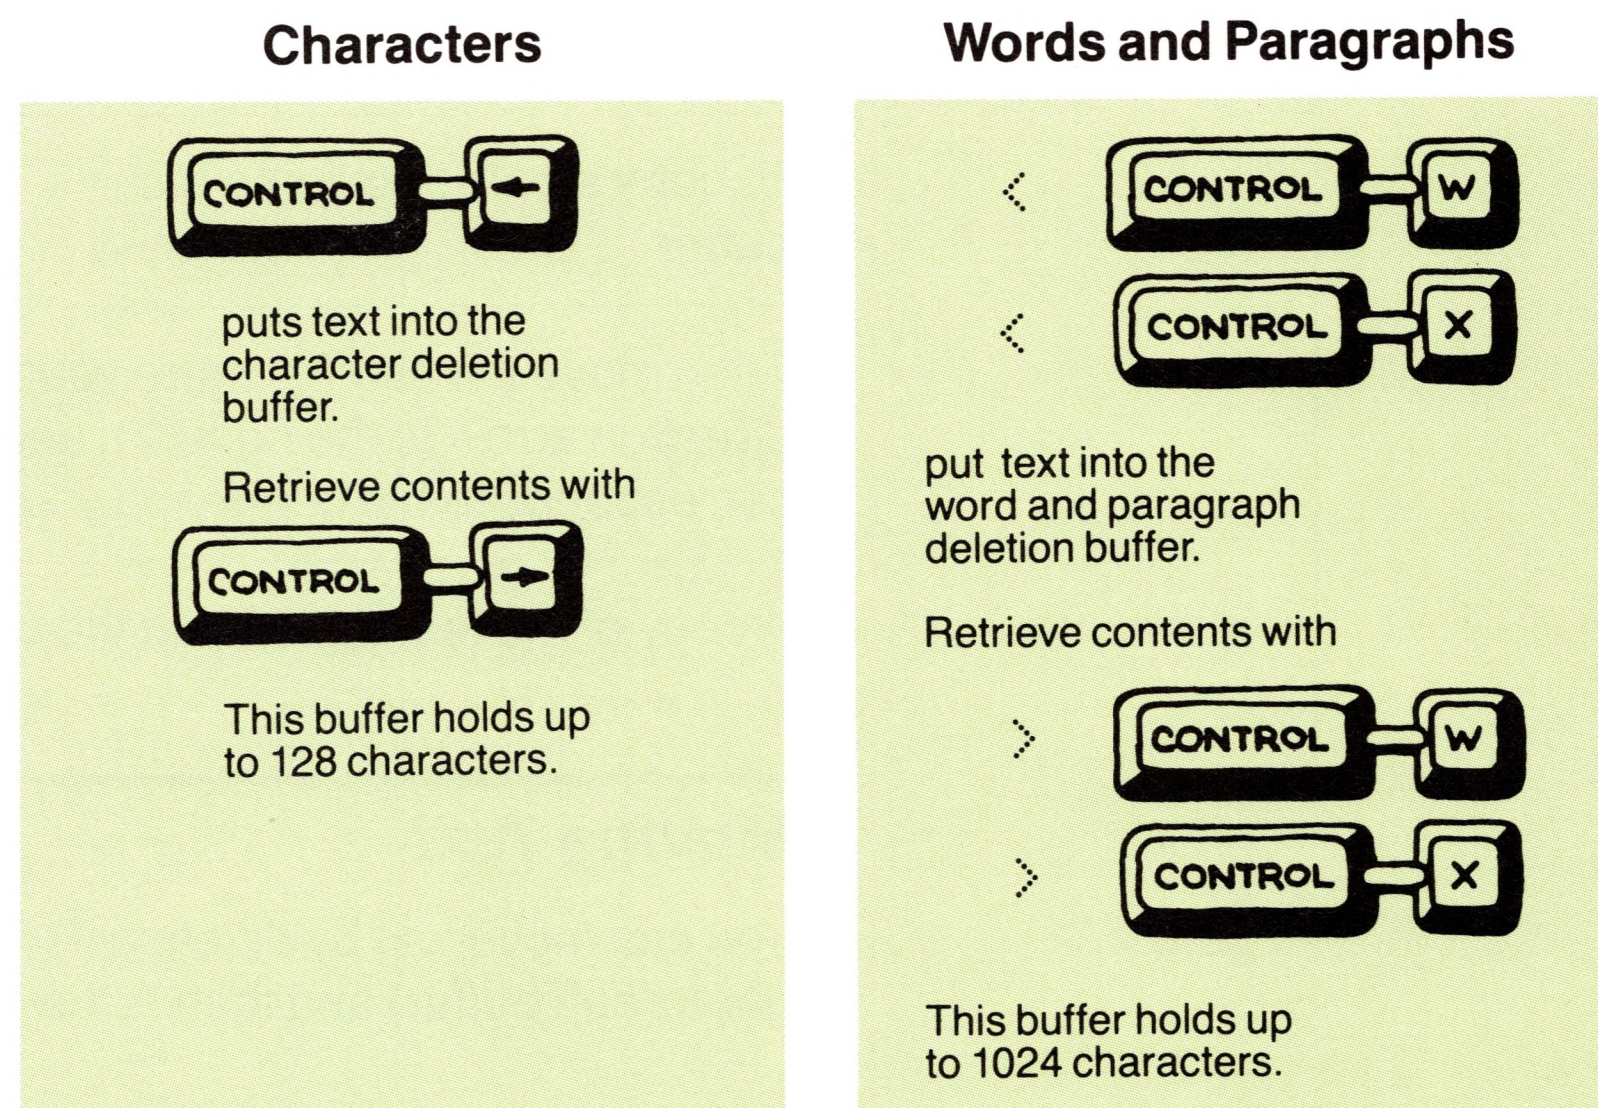 Characters
CONTROL ←
puts text into the
character deletion
buffer.
Retrieve contents with
CONTROL →
This buffer holds up
to 128 characters.
Words and Paragraphs
< CONTROL W
< CONTROL X
put text into the
word and paragraph
deletion buffer.
Retrieve contents with
> CONTROL W
> CONTROL X
This buffer holds up
to 1024 characters.